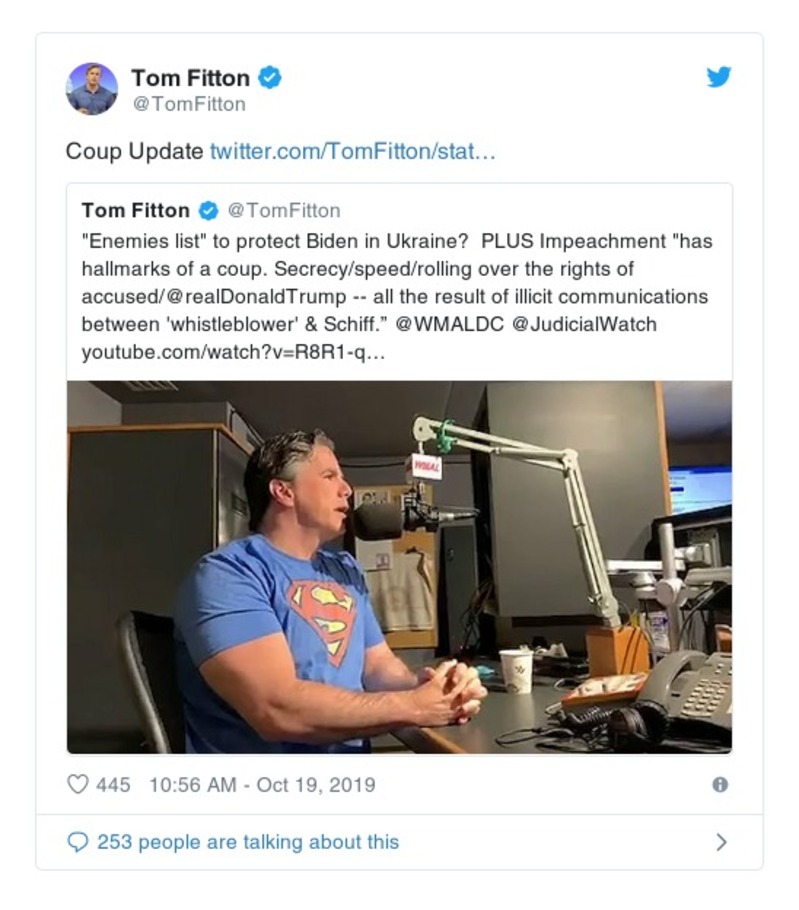 Tom Fitton
@TomFitton
Coup Update twitter.com/TomFitton/stat…
Tom Fitton @TomFitton
"Enemies list" to protect Biden in Ukraine?  PLUS Impeachment "has
hallmarks of a coup. Secrecy/speed/rolling over the rights of
accused/@realDonaldTrump -- all the result of illicit communications
between 'whistleblower' & Schiff.” @WMALDC @JudicialWatch
youtube.com/watch?v=R8R1-q…
WMAL
445 10:56 AM - Oct 19, 2019
253 people are talking about this